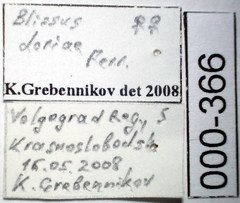 Blissus ♀♀
doriae
Ferr.
K.Grebennikov det 2008
Volgograd Reg.,
Krasnoslobodsk
16.05.2008
K. Grebennikov
000-366